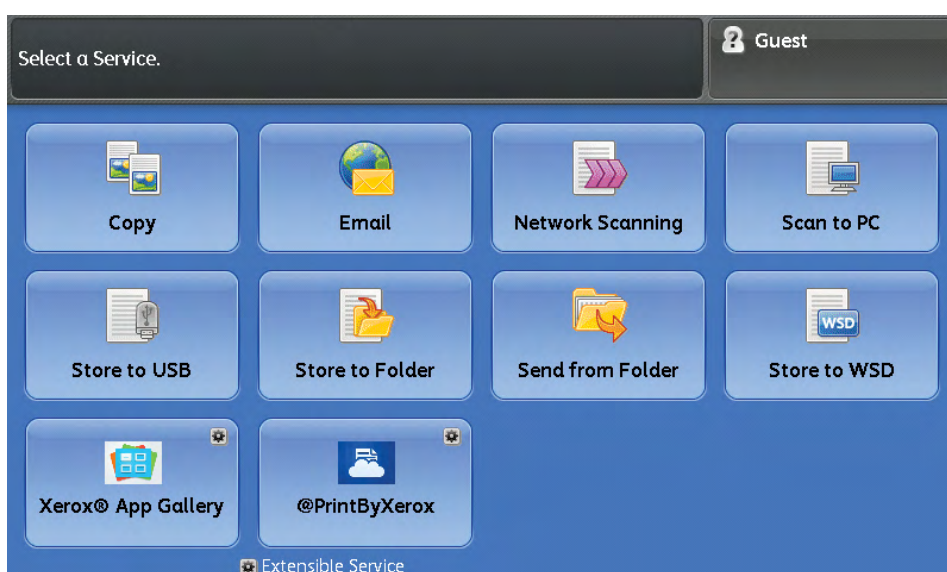 Select a Service.
Guest
Copy
Email
Network Scanning
Scan to PC
Store to USB
Store to Folder
Send from Folder
WSD
Store to WSD
Xerox® App Gallery
@PrintByXerox
Extensible Service